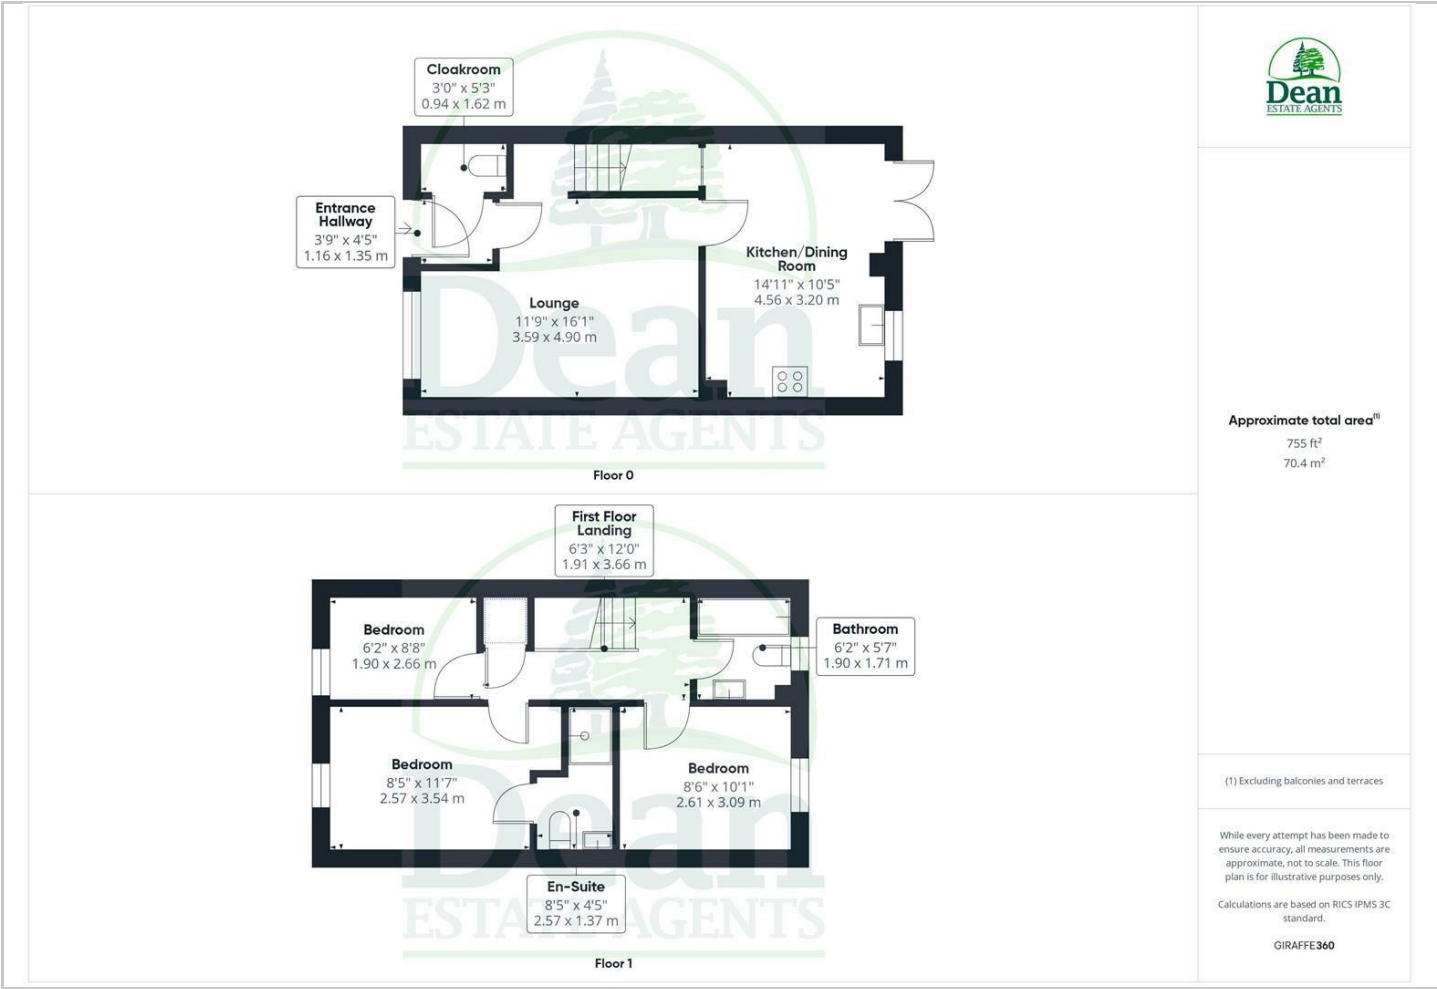 Cloakroom
3'0" x 5'3"
0.94 x 1.62 m
Entrance
Hallway
3'9" x 4'5"
1.16 x 1.35 m
Lounge
11'9" x 16'1"
3.59 x 4.90 m
Kitchen/Dining
Room
14'11" x 10'5"
4.56 x 3.20 m
Dean
ESTATE AGENTS
Floor 0
First Floor
Landing
6'3" x 12'0"
1.91 x 3.66 m
Bedroom
6'2" x 8'8"
1.90 x 2.66 m
Bathroom
6'2" x 5'7"
1.90 x 1.71 m
Bedroom
8'5" x 11'7"
2.57 x 3.54 m
Bedroom
8'6" x 10'1"
2.61 x 3.09 m
En-Suite
8'5" x 4'5"
2.57 x 1.37 m
Dean
ESTATE AGENTS
Floor 1
Dean
ESTATE AGENTS
Approximate total area(1)
755 ft²
70.4 m²
(1) Excluding balconies and terraces
While every attempt has been made to
ensure accuracy, all measurements are
approximate, not to scale. This floor
plan is for illustrative purposes only.
Calculations are based on RICS IPMS 3C
standard.
GIRAFFE360